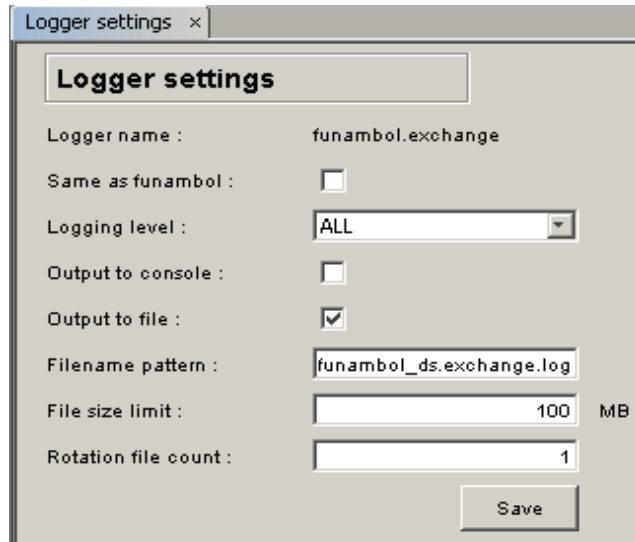 Logger settings ×
Logger settings
Logger name : funambol.exchange
Same as funambol :
Logging level : ALL
Output to console :
Output to file :
Filename pattern : funambol_ds.exchange.log
File size limit : 100 MB
Rotation file count : 1
Save